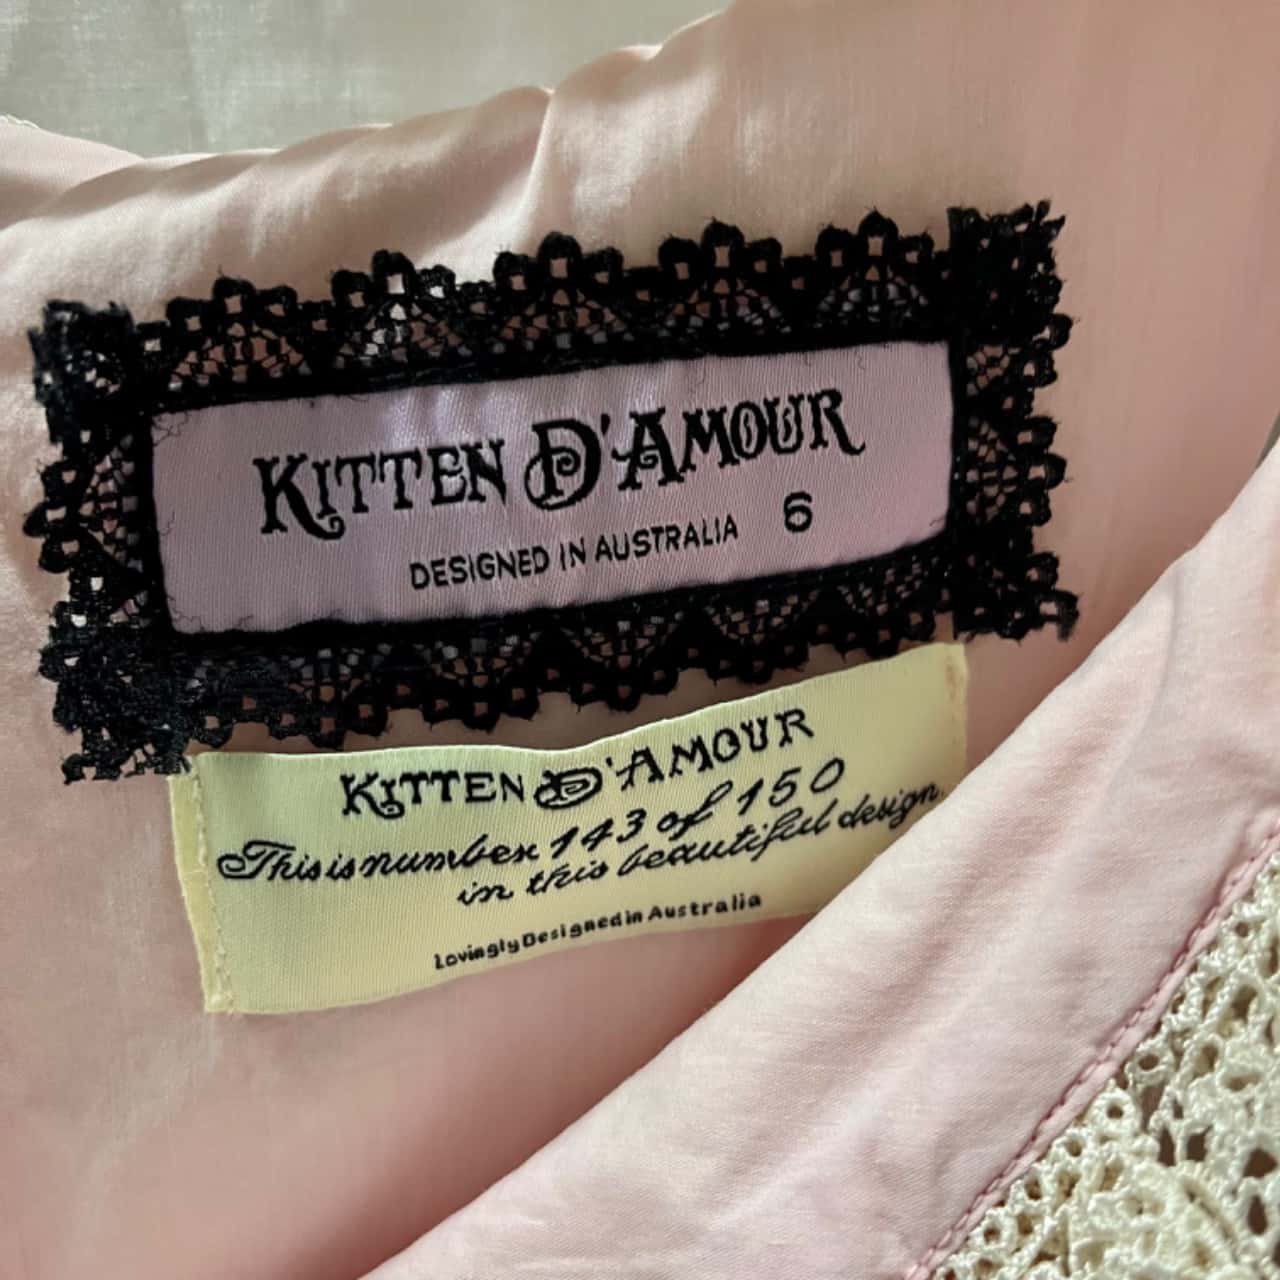 KITTEN D'AMOUR
DESIGNED IN AUSTRALIA 6
KITTEN D'AMOUR
This is number 143 of 150
in this beautiful design.
Lovingly Designed in Australia